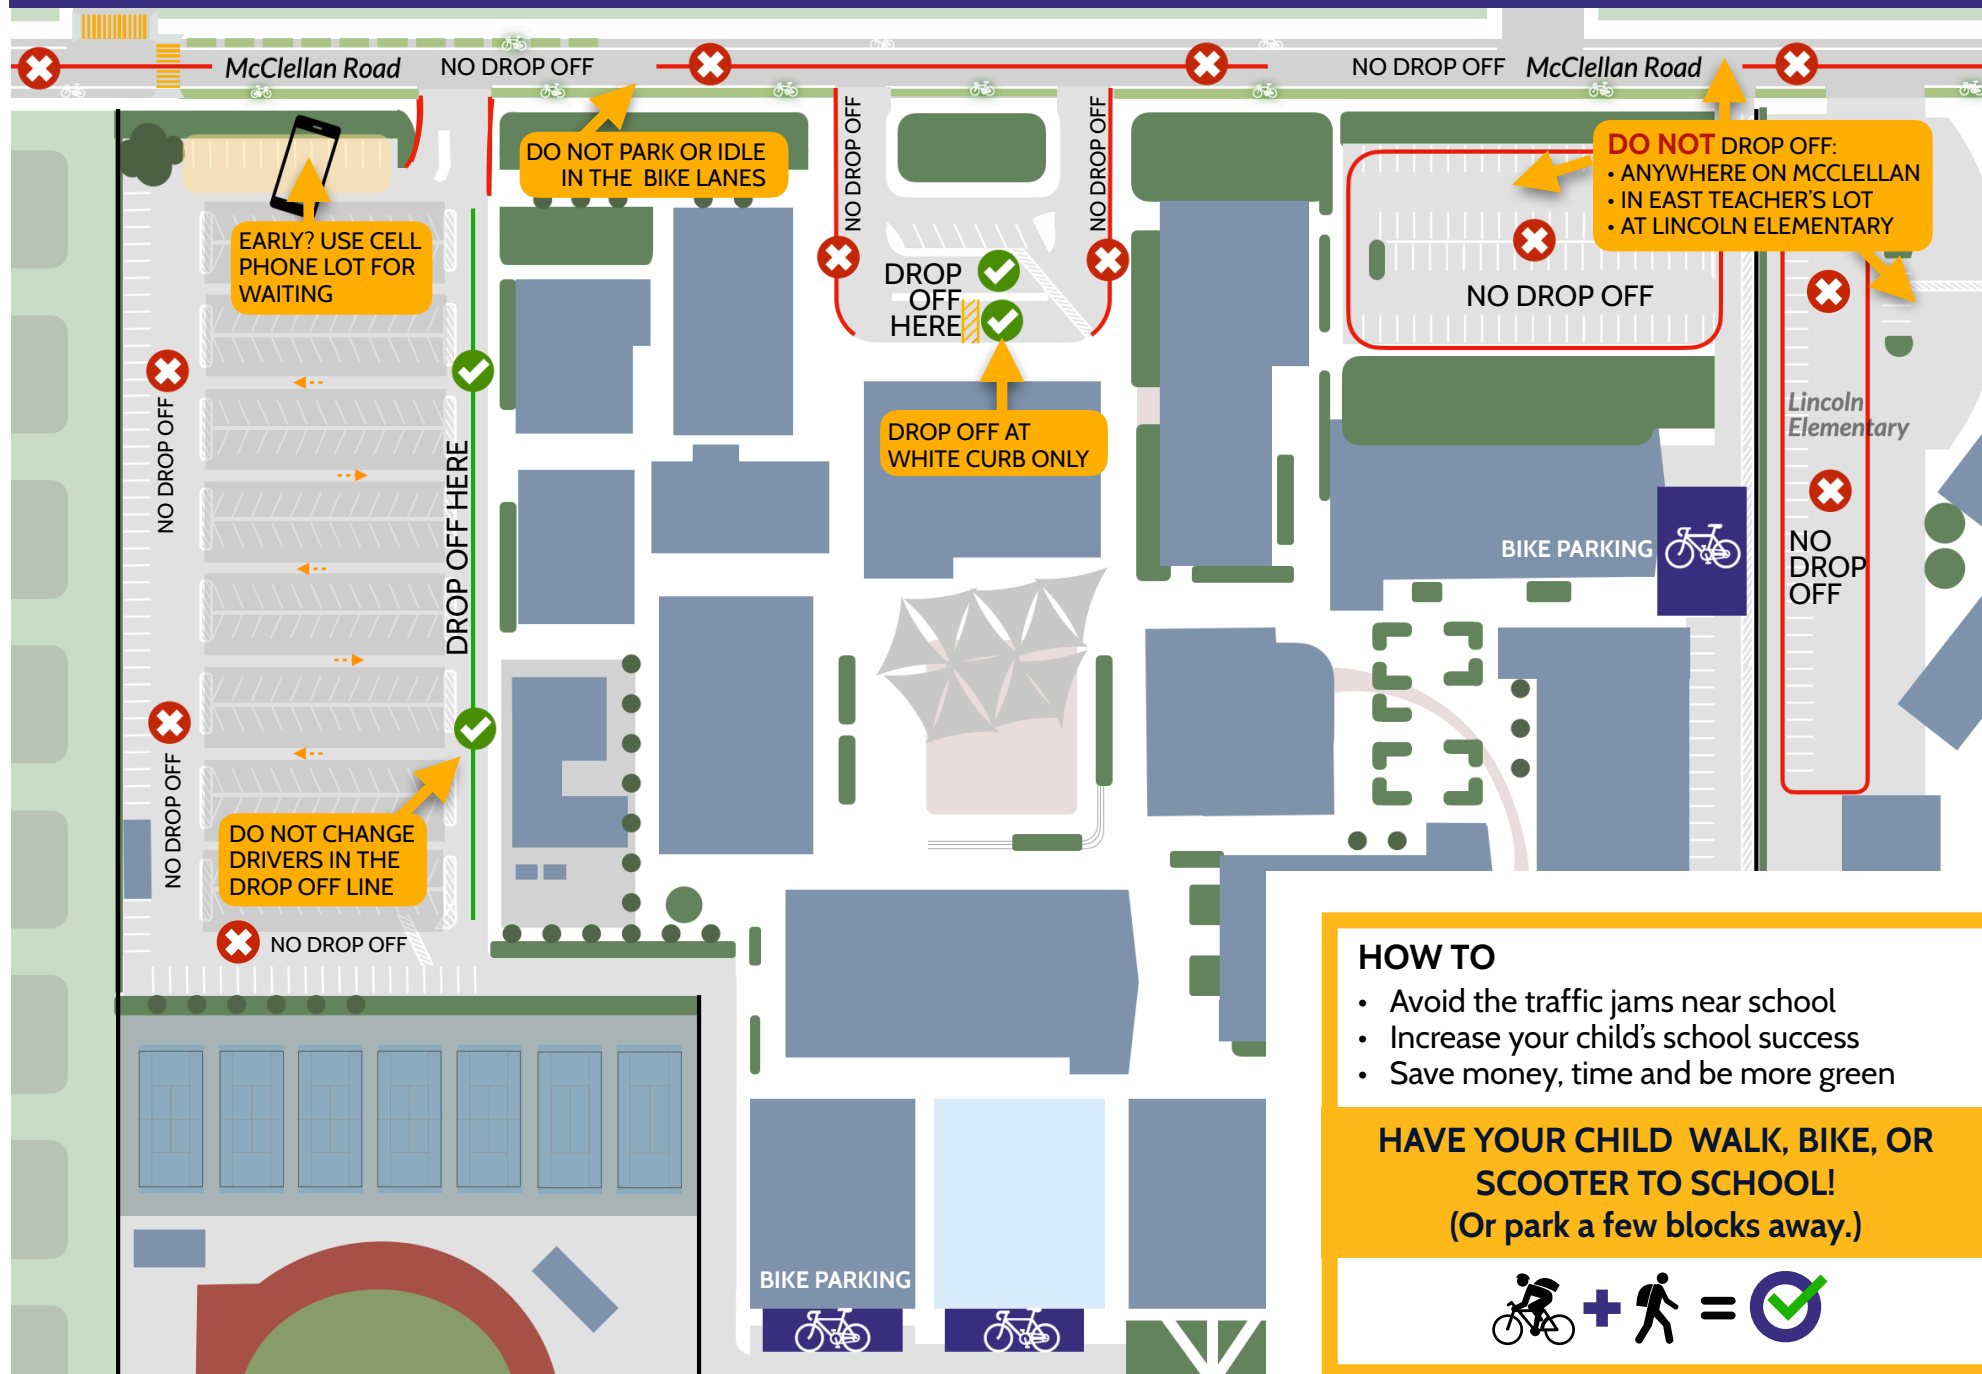 McClellan Road
NO DROP OFF
NO DROP OFF
McClellan Road
DO NOT PARK OR IDLE
IN THE BIKE LANES
NO DROP OFF
NO DROP OFF
DO NOT DROP OFF:
• ANYWHERE ON MCCLELLAN
• IN EAST TEACHER'S LOT
• AT LINCOLN ELEMENTARY
EARLY? USE CELL
PHONE LOT FOR
WAITING
DROP
OFF
HERE
NO DROP OFF
DROP OFF AT
WHITE CURB ONLY
Lincoln
Elementary
NO DROP OFF
DROP OFF HERE
BIKE PARKING
NO
DROP
OFF
NO DROP OFF
DO NOT CHANGE
DRIVERS IN THE
DROP OFF LINE
NO DROP OFF
HOW TO
• Avoid the traffic jams near school
• Increase your child's school success
• Save money, time and be more green
HAVE YOUR CHILD WALK, BIKE, OR
SCOOTER TO SCHOOL!
(Or park a few blocks away.)
BIKE PARKING